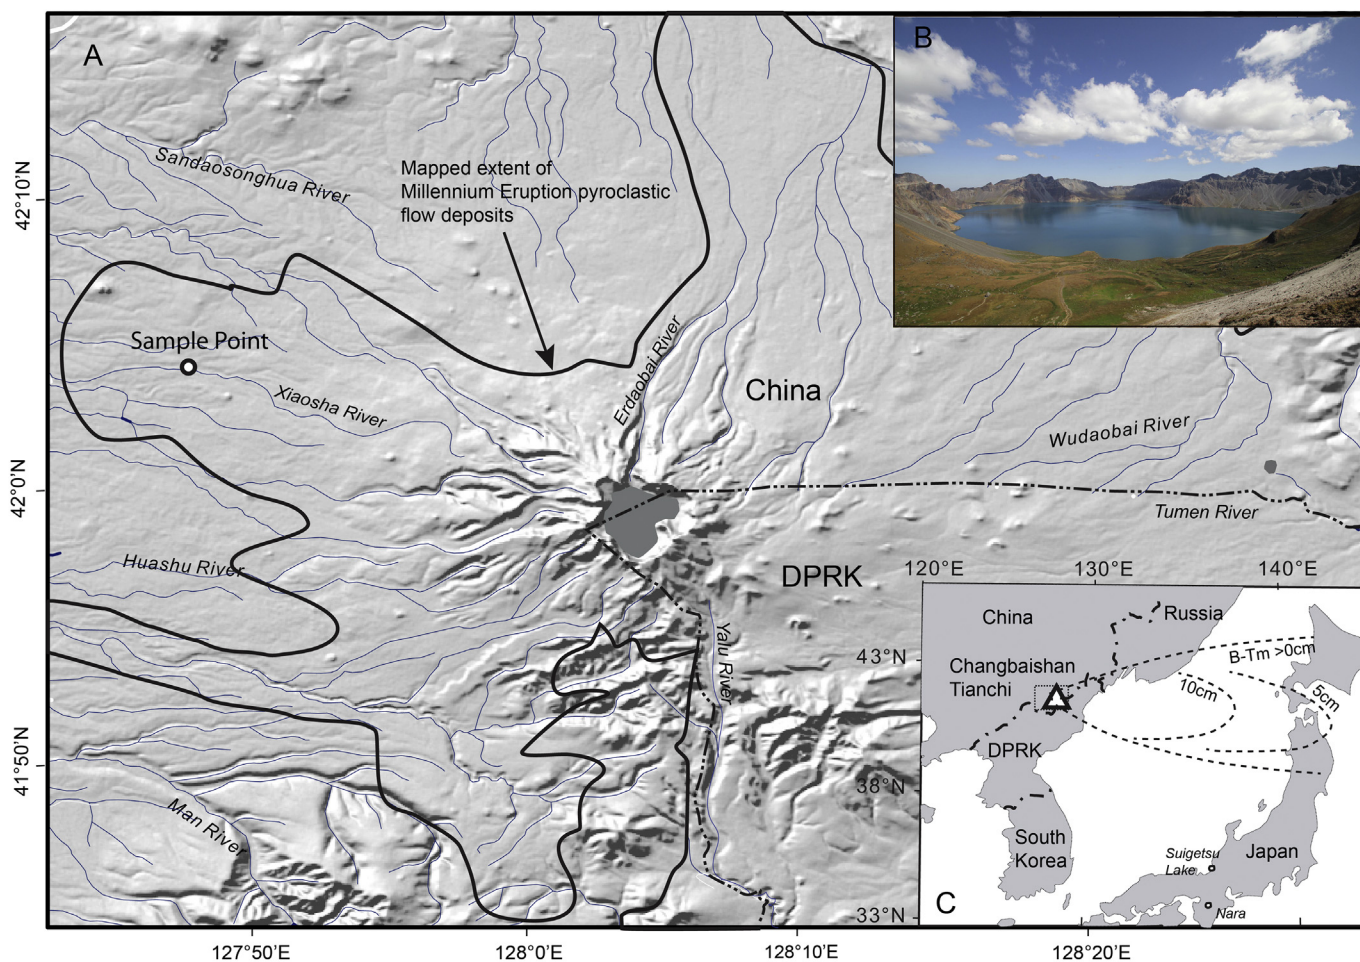 A
B
Sandaosonghua River
Mapped extent of
Millennium Eruption pyroclastic
flow deposits
42°10'N
Sample Point
Xiaosha River
Erdaobai River
China
Wudaobai River
42°0'N
Tumen River
Huashu River
DPRK
Yalu River
41°50'N
Man River
127°50'E
128°0'E
128°10'E
128°20'E
120°E
130°E
140°E
China
Russia
43°N
B-Tm >0cm
Changbaishan
Tianchi
10cm
5cm
DPRK
38°N
South
Korea
Suigetsu
Lake
Japan
C
Nara
33°N